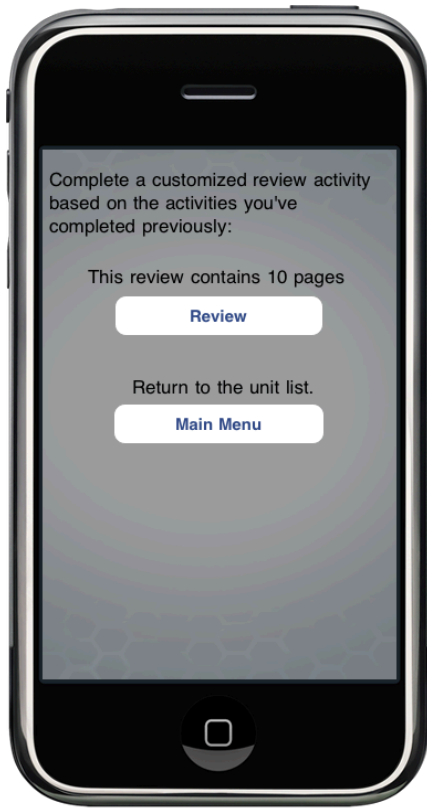 Complete a customized review activity
based on the activities you've
completed previously:
This review contains 10 pages
Review
Return to the unit list.
Main Menu